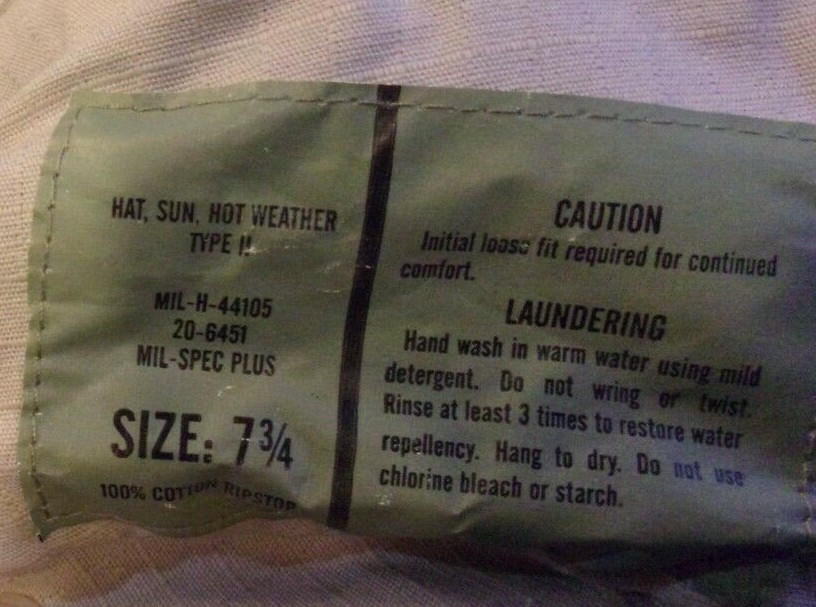 HAT, SUN, HOT WEATHER
TYPE II
MIL-H-44105
20-6451
MIL-SPEC PLUS
SIZE: 7 3/4
100% COTTON RIPSTOP
CAUTION
Initial loose fit required for continued
comfort.
LAUNDERING
Hand wash in warm water using mild
detergent. Do not wring or twist.
Rinse at least 3 times to restore water
repellency. Hang to dry. Do not use
chlorine bleach or starch.